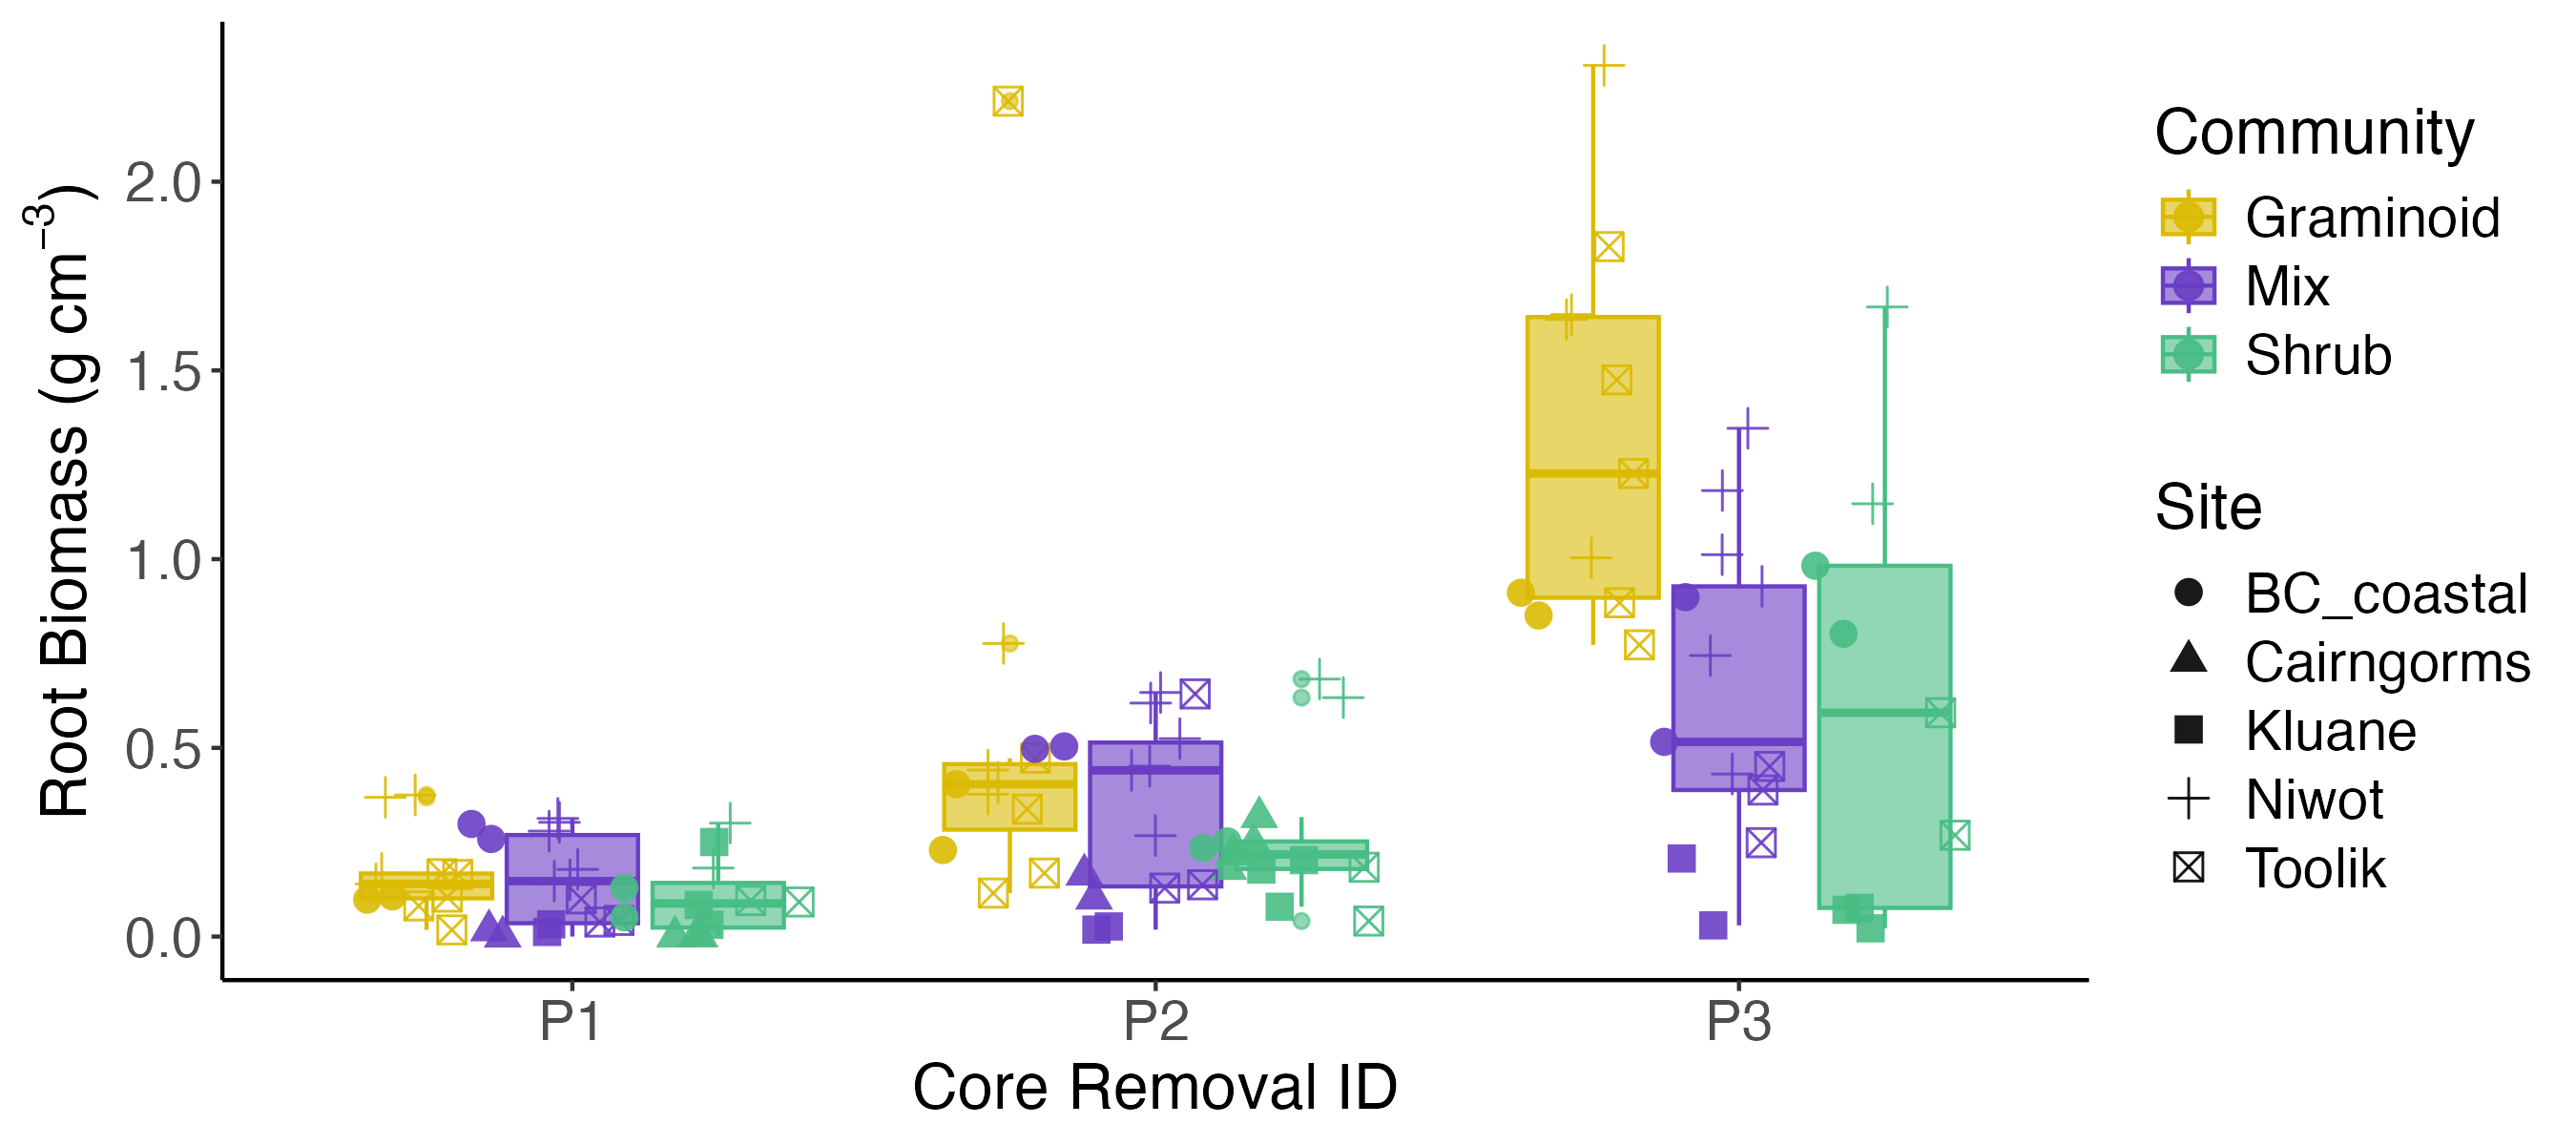 Root Biomass (g cm⁻³)
2.0
1.5
1.0
0.5
0.0
P1 P2 P3
Core Removal ID
Community
Graminoid
Mix
Shrub
Site
BC_coastal
Cairngorms
Kluane
Niwot
Toolik